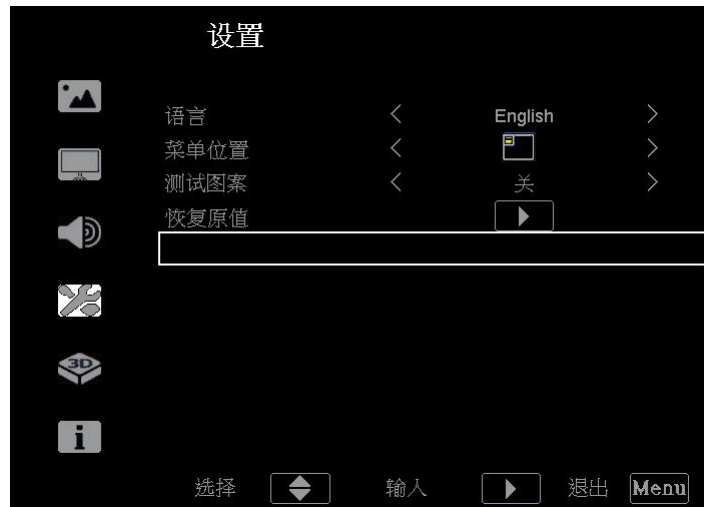 设置
语言 < English >
菜单位置 < >
测试图案 < 关 >
恢复原值
3D
i
选择 输入 退出 Menu